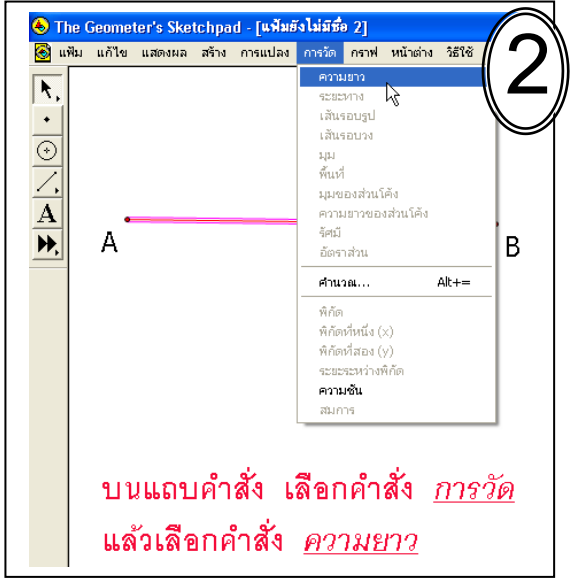 The Geometer's Sketchpad - [แฟ้มยังไม่มีชื่อ 2]
2
แฟ้ม แก้ไข แสดงผล สร้าง การแปลง การวัด กราฟ หน้าต่าง วิธีใช้
ความยาว
ระยะทาง
เส้นรอบรูป
เส้นรอบวง
มุม
พื้นที่
มุมของส่วนโค้ง
ความยาวของส่วนโค้ง
รัศมี
อัตราส่วน
คำนวณ... Alt+=
พิกัด
พิกัดที่หนึ่ง (x)
พิกัดที่สอง (y)
ระยะระหว่างพิกัด
ความชัน
สมการ
A
A
B
บนแถบคำสั่ง เลือกคำสั่ง การวัด
แล้วเลือกคำสั่ง ความยาว